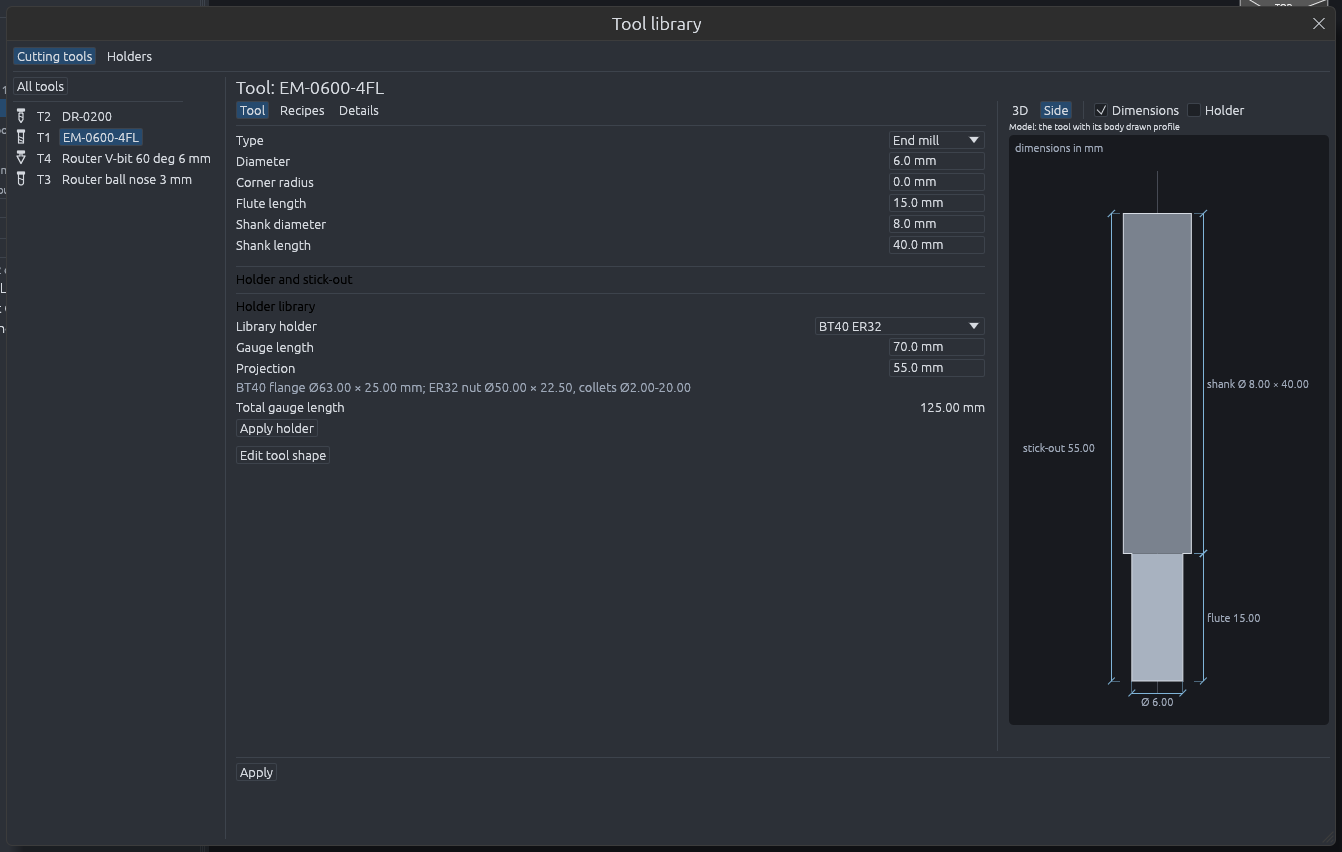 Tool library
Cutting tools Holders
All tools
T2 DR-0200
T1 EM-0600-4FL
T4 Router V-bit 60 deg 6 mm
T3 Router ball nose 3 mm
Tool: EM-0600-4FL
Tool Recipes Details
Type End mill
Diameter 6.0 mm
Corner radius 0.0 mm
Flute length 15.0 mm
Shank diameter 8.0 mm
Shank length 40.0 mm
Holder and stick-out
Holder library
Library holder BT40 ER32
Gauge length 70.0 mm
Projection 55.0 mm
BT40 flange Ø63.00 × 25.00 mm; ER32 nut Ø50.00 × 22.50, collets Ø2.00-20.00
Total gauge length 125.00 mm
Apply holder
Edit tool shape
Apply
3D Side Dimensions Holder
Model: the tool with its body drawn profile
dimensions in mm
shank Ø 8.00 × 40.00
stick-out 55.00
flute 15.00
Ø 6.00